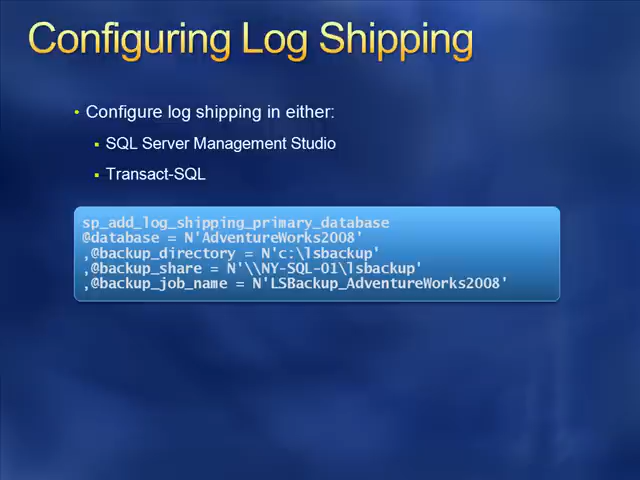 Configuring Log Shipping
• Configure log shipping in either:
▪ SQL Server Management Studio
▪ Transact-SQL
sp_add_log_shipping_primary_database
@database = N'AdventureWorks2008'
,@backup_directory = N'c:\lsbackup'
,@backup_share = N'\\NY-SQL-01\lsbackup'
,@backup_job_name = N'LSBackup_AdventureWorks2008'